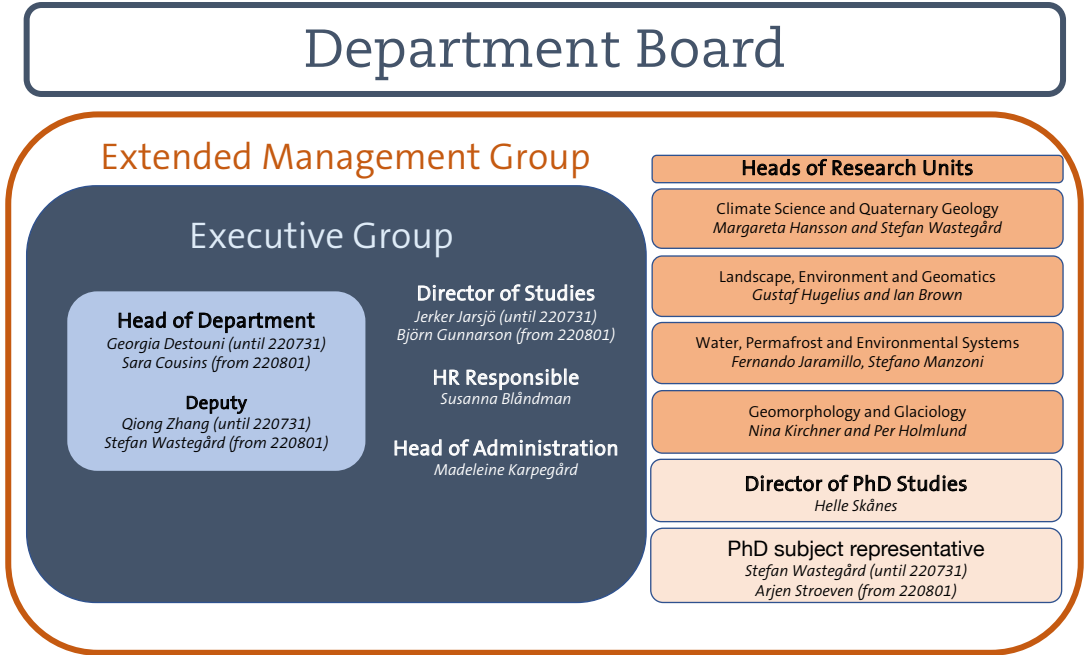 Department Board
Extended Management Group
Executive Group
Head of Department
Georgia Destouni (until 220731)
Sara Cousins (from 220801)
Deputy
Qiong Zhang (until 220731)
Stefan Wastegård (from 220801)
Director of Studies
Jerker Jarsjö (until 220731)
Björn Gunnarson (from 220801)
HR Responsible
Susanna Blåndman
Head of Administration
Madeleine Karpegård
Heads of Research Units
Climate Science and Quaternary Geology
Margareta Hansson and Stefan Wastegård
Landscape, Environment and Geomatics
Gustaf Hugelius and Ian Brown
Water, Permafrost and Environmental Systems
Fernando Jaramillo, Stefano Manzoni
Geomorphology and Glaciology
Nina Kirchner and Per Holmlund
Director of PhD Studies
Helle Skånes
PhD subject representative
Stefan Wastegård (until 220731)
Arjen Stroeven (from 220801)